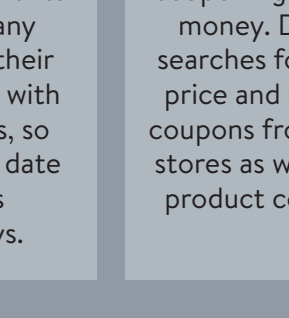 any
their
with
s, so
date
s
ys.
money. D
searches fo
price and
coupons fro
stores as w
product co